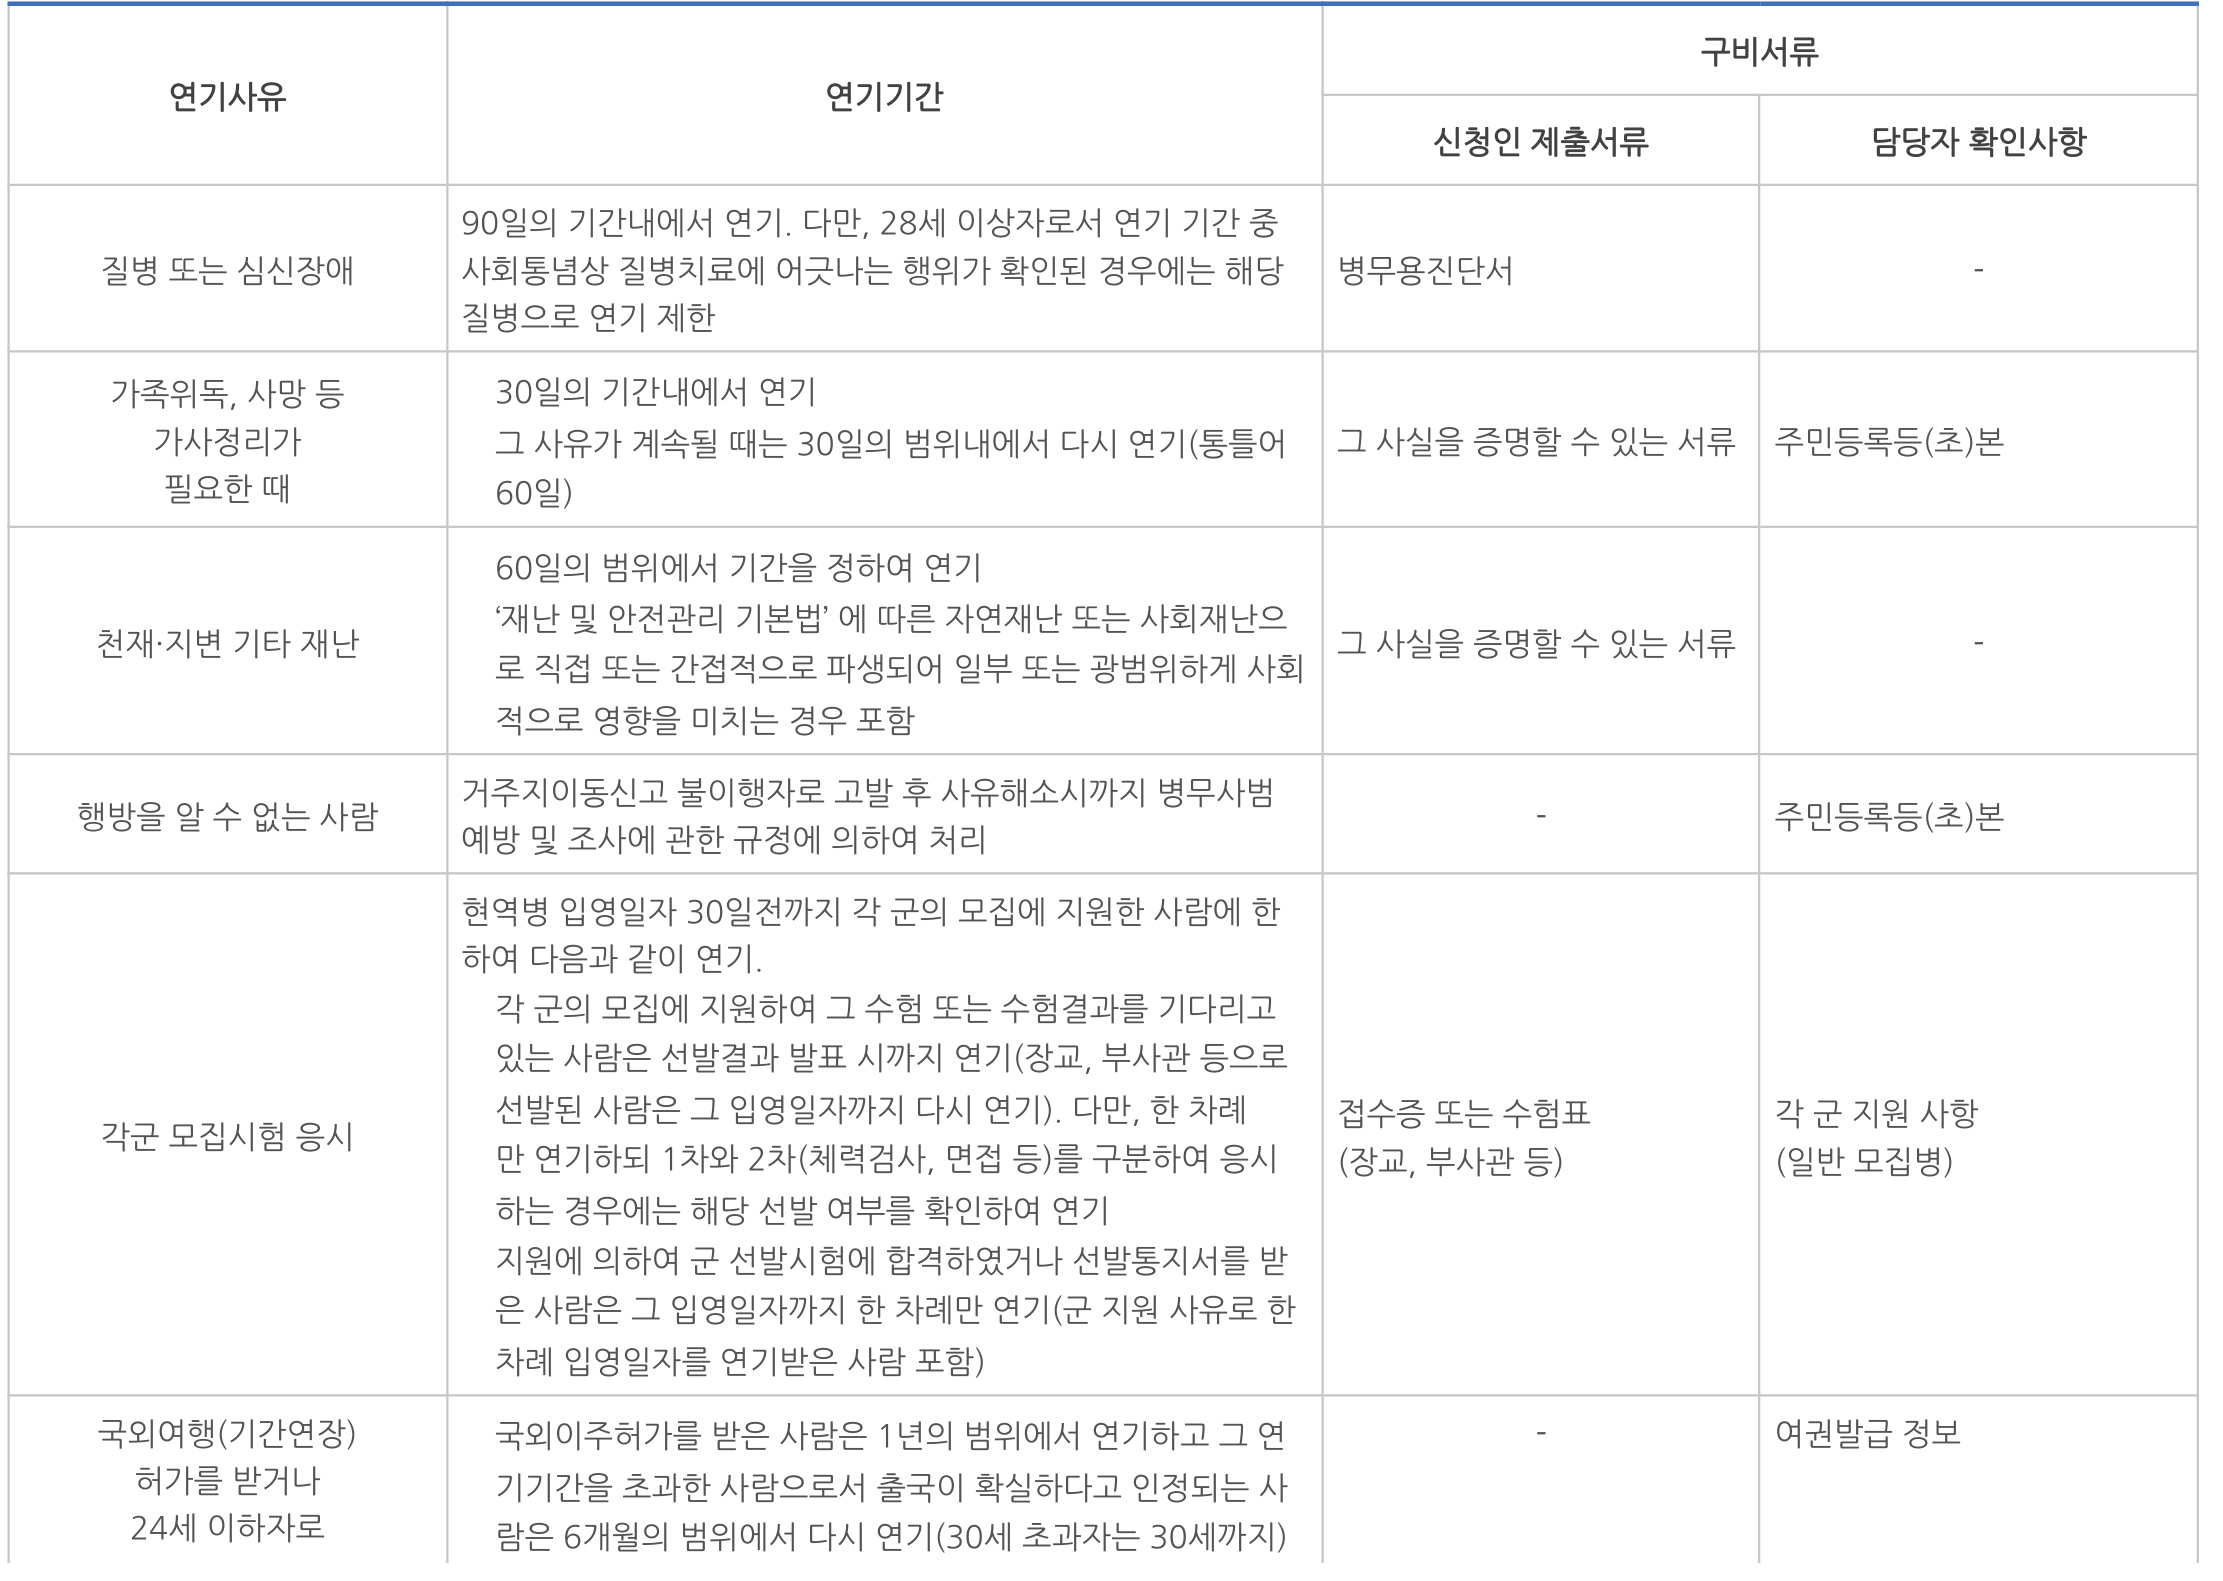 연기사유
연기기간
구비서류
신청인 제출서류
담당자 확인사항
질병 또는 심신장애
90일의 기간내에서 연기. 다만, 28세 이상자로서 연기 기간 중
사회통념상 질병치료에 어긋나는 행위가 확인된 경우에는 해당
질병으로 연기 제한
병무용진단서
-
가족위독, 사망 등
가사정리가
필요한 때
30일의 기간내에서 연기
그 사유가 계속될 때는 30일의 범위내에서 다시 연기(통틀어
60일)
그 사실을 증명할 수 있는 서류
주민등록등(초)본
천재·지변 기타 재난
60일의 범위에서 기간을 정하여 연기
‘재난 및 안전관리 기본법’ 에 따른 자연재난 또는 사회재난으
로 직접 또는 간접적으로 파생되어 일부 또는 광범위하게 사회
적으로 영향을 미치는 경우 포함
그 사실을 증명할 수 있는 서류
-
행방을 알 수 없는 사람
거주지이동신고 불이행자로 고발 후 사유해소시까지 병무사범
예방 및 조사에 관한 규정에 의하여 처리
-
주민등록등(초)본
각군 모집시험 응시
현역병 입영일자 30일전까지 각 군의 모집에 지원한 사람에 한
하여 다음과 같이 연기.
각 군의 모집에 지원하여 그 수험 또는 수험결과를 기다리고
있는 사람은 선발결과 발표 시까지 연기(장교, 부사관 등으로
선발된 사람은 그 입영일자까지 다시 연기). 다만, 한 차례
만 연기하되 1차와 2차(체력검사, 면접 등)를 구분하여 응시
하는 경우에는 해당 선발 여부를 확인하여 연기
지원에 의하여 군 선발시험에 합격하였거나 선발통지서를 받
은 사람은 그 입영일자까지 한 차례만 연기(군 지원 사유로 한
차례 입영일자를 연기받은 사람 포함)
접수증 또는 수험표
(장교, 부사관 등)
각 군 지원 사항
(일반 모집병)
국외여행(기간연장)
허가를 받거나
24세 이하자로
국외이주허가를 받은 사람은 1년의 범위에서 연기하고 그 연
기기간을 초과한 사람으로서 출국이 확실하다고 인정되는 사
람은 6개월의 범위에서 다시 연기(30세 초과자는 30세까지)
-
여권발급 정보